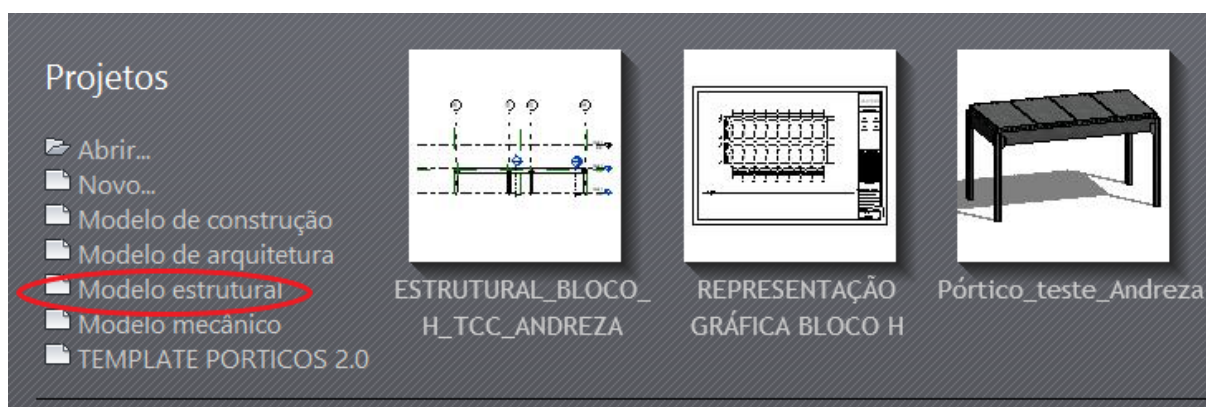 Projetos
Abrir...
Novo...
Modelo de construção
Modelo de arquitetura
Modelo estrutural
Modelo mecânico
TEMPLATE PORTICOS 2.0
ESTRUTURAL_BLOCO_
H_TCC_ANDREZA
REPRESENTAÇÃO
GRÁFICA BLOCO H
Pórtico_teste_Andreza